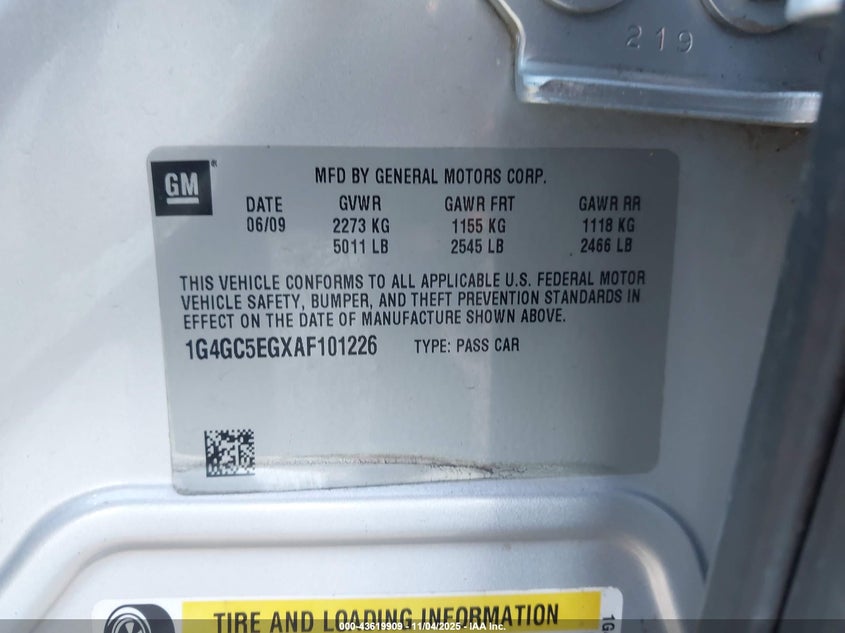 219
GM
MFD BY GENERAL MOTORS CORP.
DATE GVWR GAWR FRT GAWR RR
06/09 2273 KG 1155 KG 1118 KG
5011 LB 2545 LB 2466 LB
THIS VEHICLE CONFORMS TO ALL APPLICABLE U.S. FEDERAL MOTOR
VEHICLE SAFETY, BUMPER, AND THEFT PREVENTION STANDARDS IN
EFFECT ON THE DATE OF MANUFACTURE SHOWN ABOVE.
1G4GC5EGXAF101226 TYPE: PASS CAR
TIRE AND LOADING INFORMATION
1G
000-43619909 - 11/04/2025 - IAA Inc.